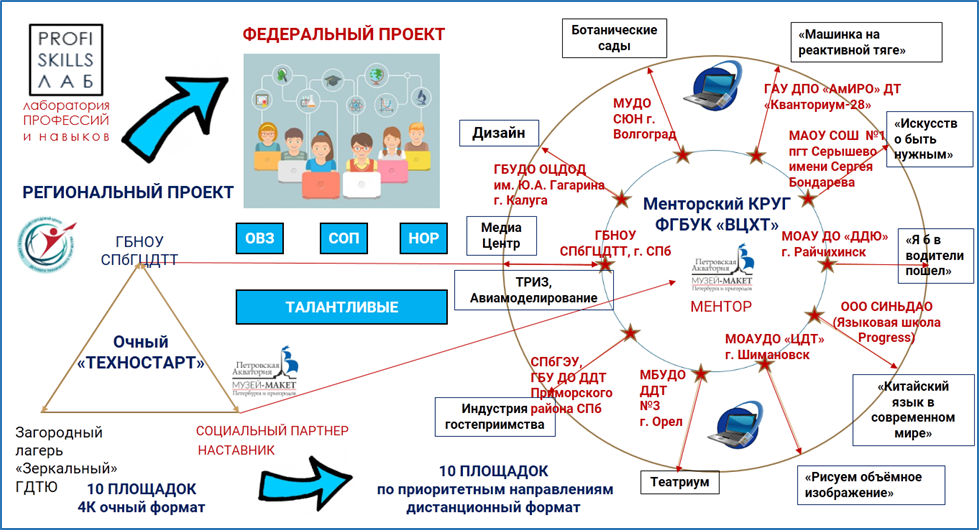 PROFI
SKILLS
ЛАБ
лаборатория
ПРОФЕССИЙ
и навыков
ФЕДЕРАЛЬНЫЙ ПРОЕКТ
РЕГИОНАЛЬНЫЙ ПРОЕКТ
ГБНОУ
СПбГЦДТТ
Очный
«ТЕХНОСТАРТ»
Загородный
лагерь
«Зеркальный»
ГДТЮ
10 ПЛОЩАДОК
4К очный формат
Петровская
Акватория
МУЗЕЙ-МАКЕТ
Петербурга и пригородов
СОЦИАЛЬНЫЙ ПАРТНЕР
НАСТАВНИК
ОВЗ
СОП
НОР
ТАЛАНТЛИВЫЕ
10 ПЛОЩАДОК
по приоритетным направлениям
дистанционный формат
Ботанические
сады
«Машинка на
реактивной тяге»
МУДО
СЮН г.
Волгоград
ГАУ ДПО «АмИРО» ДТ
«Кванториум-28»
Дизайн
ГБУДО ОЦДОД
им. Ю.А. Гагарина
г. Калуга
МАОУ СОШ №1
пгт Серышево
имени Сергея
Бондарева
«Искусств
о быть
нужным»
Менторский КРУГ
ФГБУК «ВЦХТ»
Медиа
Центр
ГБНОУ
СПбГЦДТТ, г. СПб
МОАУ ДО «ДДЮ»
г. Райчихинск
«Я б в
водители
пошел»
Петровская
Акватория
МУЗЕЙ-МАКЕТ
Петербурга и пригородов
МЕНТОР
ТРИЗ,
Авиамоделирование
ООО СИНЬДАО
(Языковая школа
Progress)
МОАУДО «ЦДТ»
г. Шимановск
СПбГЭУ,
ГБУ ДО ДДТ
Приморского
района СПб
МБУДО
ДДТ
№3
г. Орел
Индустрия
гостеприимства
«Китайский
язык в
современном
мире»
Театриум
«Рисуем объёмное
изображение»